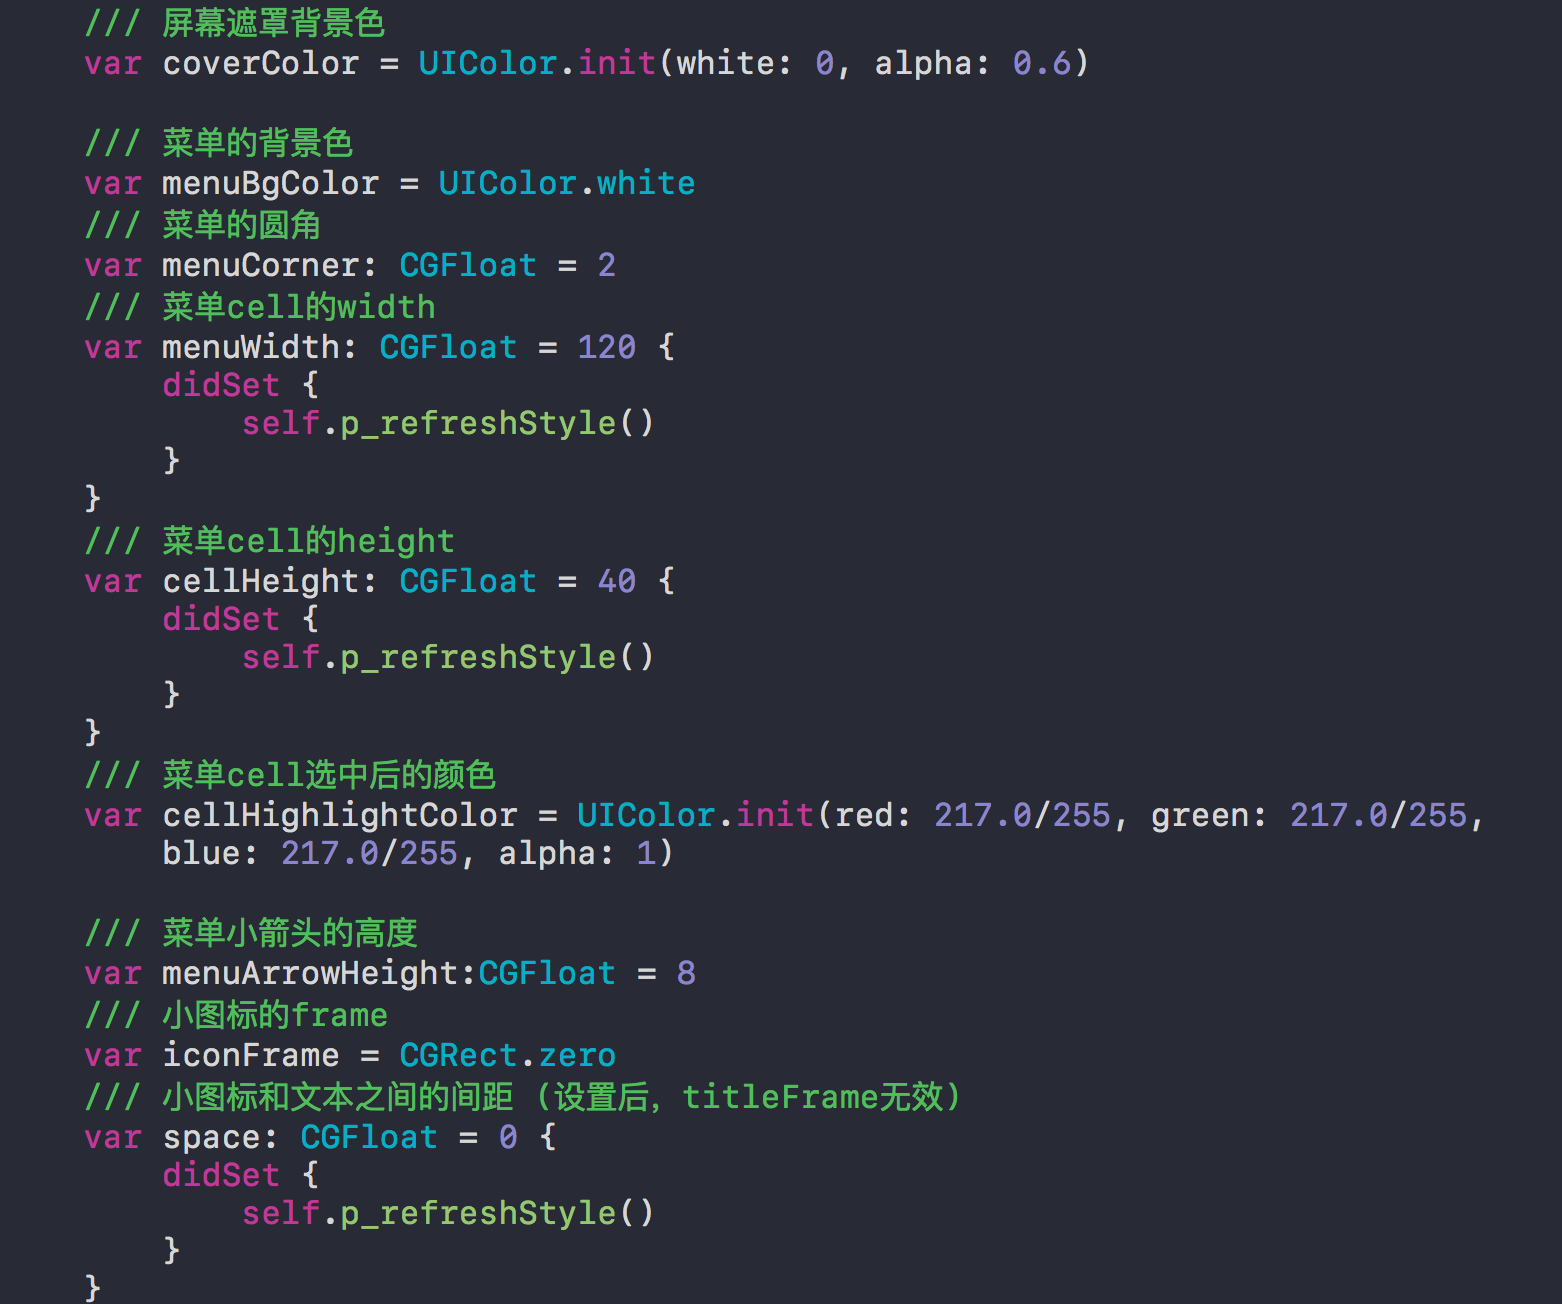 /// 屏幕遮罩背景色
var coverColor = UIColor.init(white: 0, alpha: 0.6)
/// 菜单的背景色
var menuBgColor = UIColor.white
/// 菜单的圆角
var menuCorner: CGFloat = 2
/// 菜单cell的width
var menuWidth: CGFloat = 120 {
didSet {
self.p_refreshStyle()
}
}
/// 菜单cell的height
var cellHeight: CGFloat = 40 {
didSet {
self.p_refreshStyle()
}
}
/// 菜单cell选中后的颜色
var cellHighlightColor = UIColor.init(red: 217.0/255, green: 217.0/255,
blue: 217.0/255, alpha: 1)
/// 菜单小箭头的高度
var menuArrowHeight:CGFloat = 8
/// 小图标的frame
var iconFrame = CGRect.zero
/// 小图标和文本之间的间距 (设置后，titleFrame无效)
var space: CGFloat = 0 {
didSet {
self.p_refreshStyle()
}
}